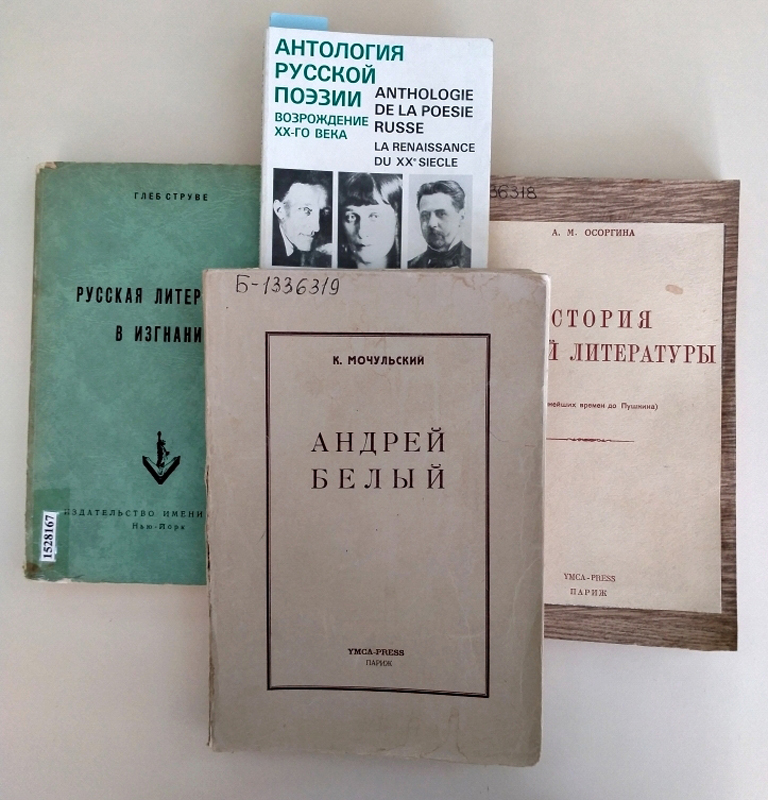 АНТОЛОГИЯ
РУССКОЙ
ПОЭЗИИ
ВОЗРОЖДЕНИЕ
XX-ГО ВЕКА
ANTHOLOGIE
DE LA POESIE
RUSSE
LA RENAISSANCE
DU XXe SIECLE
ГЛЕБ СТРУВЕ
РУССКАЯ ЛИТЕР
В ИЗГНАНИ
ИЗДАТЕЛЬСТВО ИМЕНИ
Нью-Йорк
1528167
36318
А. М. ОСОРГИНА
СТОРИЯ
Й ЛИТЕРАТУРЫ
нейших времен до Пушкина)
YMCA-PRESS
ПАРИЖ
Б-1336319
К. МОЧУЛЬСКИЙ
АНДРЕЙ
БЕЛЫЙ
YMCA-PRESS
ПАРИЖ